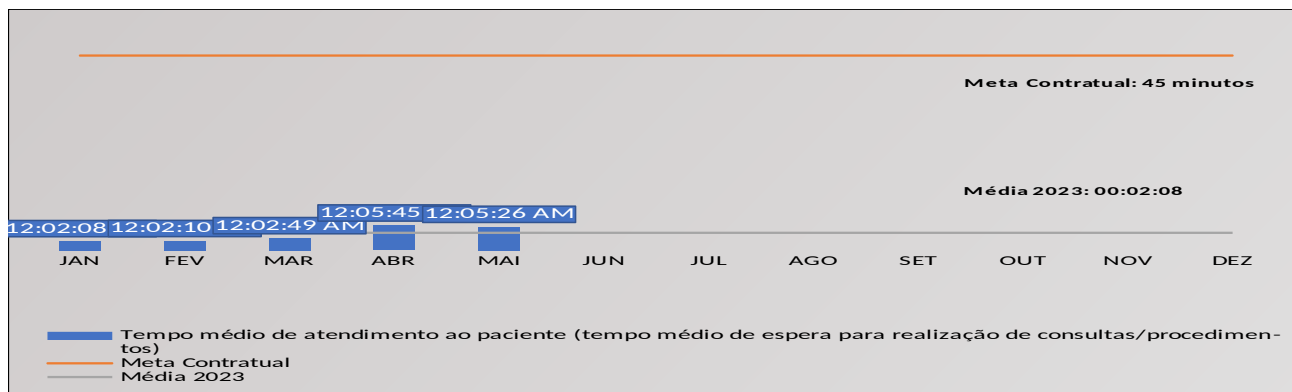 Meta Contratual: 45 minutos
Média 2023: 00:02:08
12:05:45 12:05:26 AM
12:02:08 12:02:10 12:02:49 AM
JAN FEV MAR ABR MAI JUN JUL AGO SET OUT NOV DEZ
Tempo médio de atendimento ao paciente (tempo médio de espera para realização de consultas/procedimen-
tos)
Meta Contratual
Média 2023